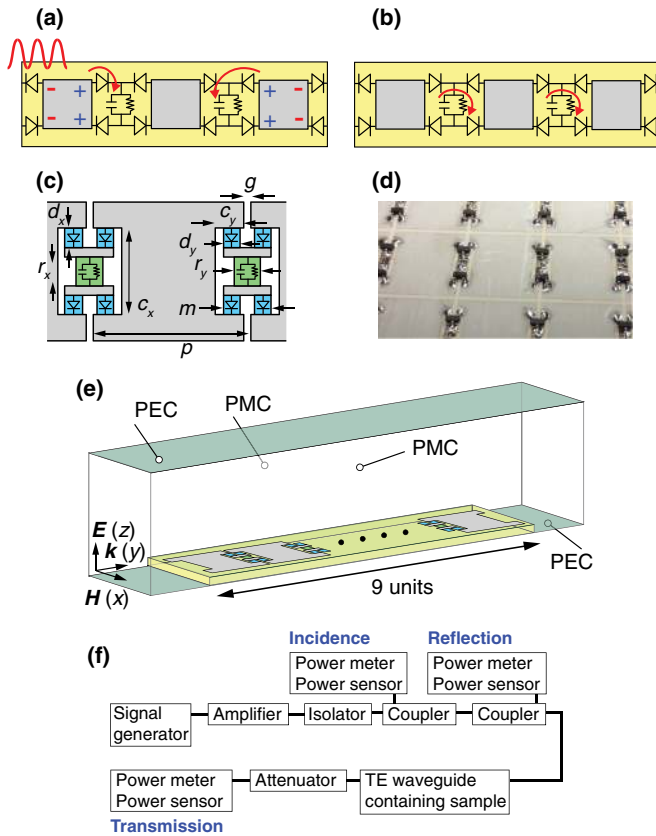 (a)
(b)
- + + -
- + + -
(c)
g
d_x
c_y
d_y
r_x
r_y
c_x
m
p
(d)
(e)
PEC
PMC
PMC
E (z)
k (y)
H (x)
PEC
9 units
(f)
Incidence
Reflection
Power meter
Power sensor
Power meter
Power sensor
Signal
generator
Amplifier
Isolator
Coupler
Coupler
Power meter
Power sensor
Attenuator
TE waveguide
containing sample
Transmission